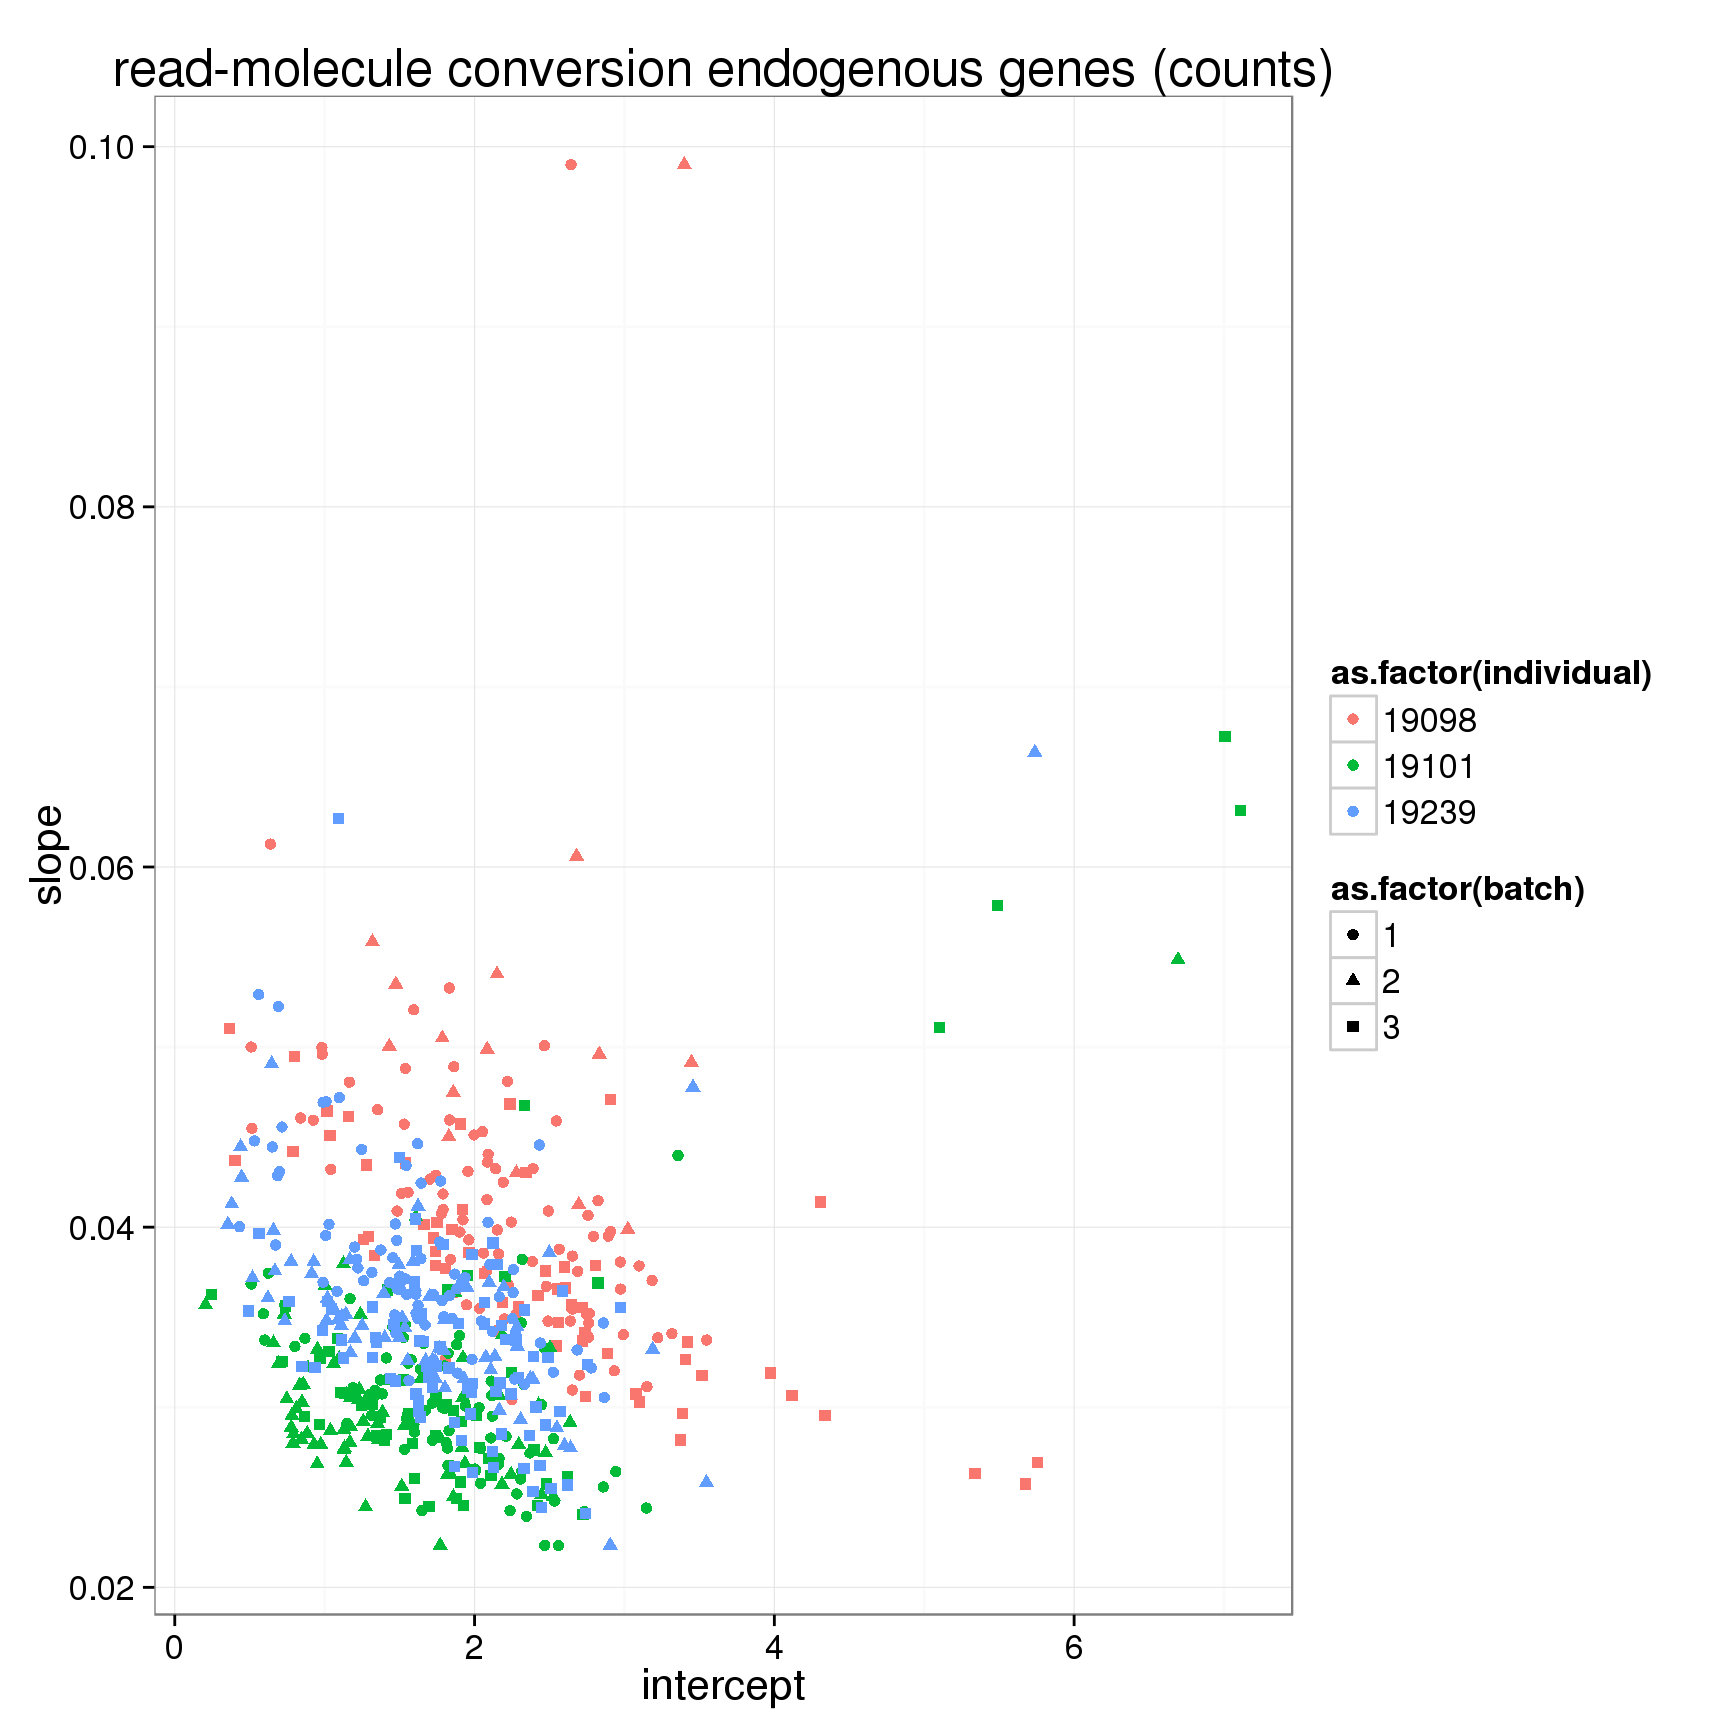 read-molecule conversion endogenous genes (counts)
0.10
0.08
0.06
0.04
0.02
slope
0 2 4 6
intercept
as.factor(individual)
19098
19101
19239
as.factor(batch)
1
2
3